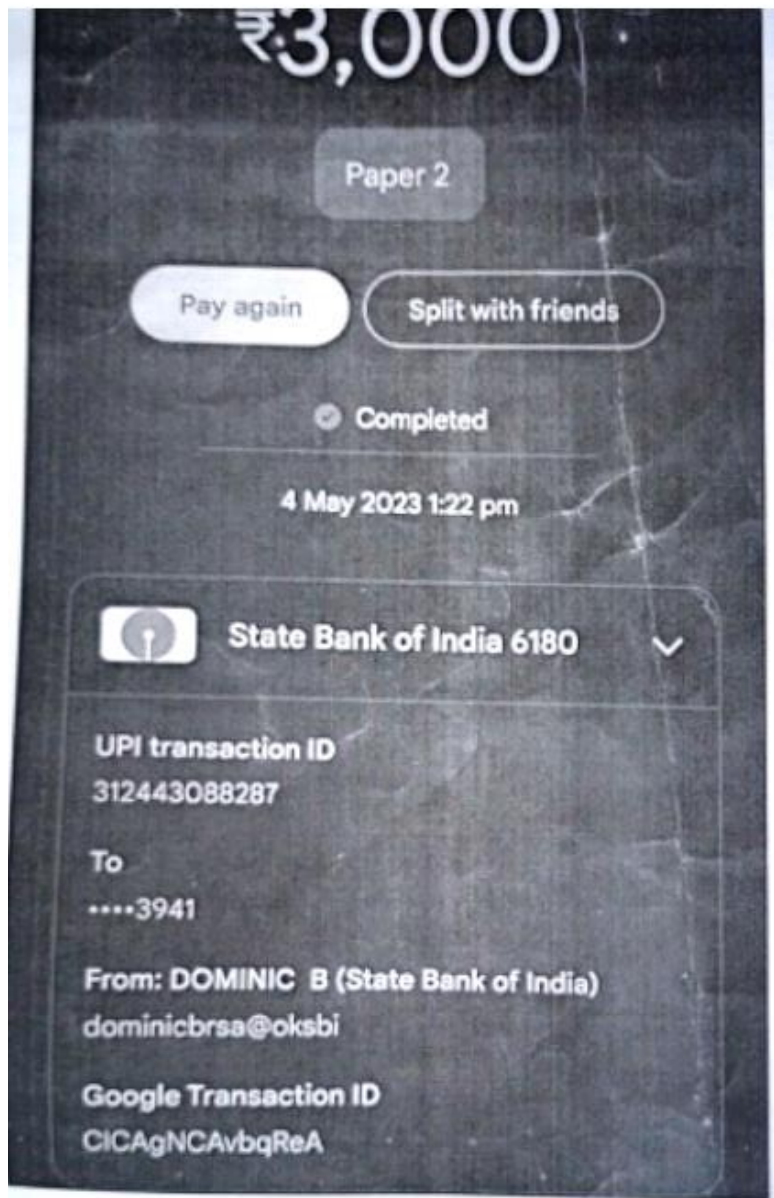 ₹3,000
Paper 2
Pay again
Split with friends
Completed
4 May 2023 1:22 pm
State Bank of India 6180
UPI transaction ID
312443088287
To
••••3941
From: DOMINIC B (State Bank of India)
dominicbrsa@oksbi
Google Transaction ID
CICAgNCAvbqReA